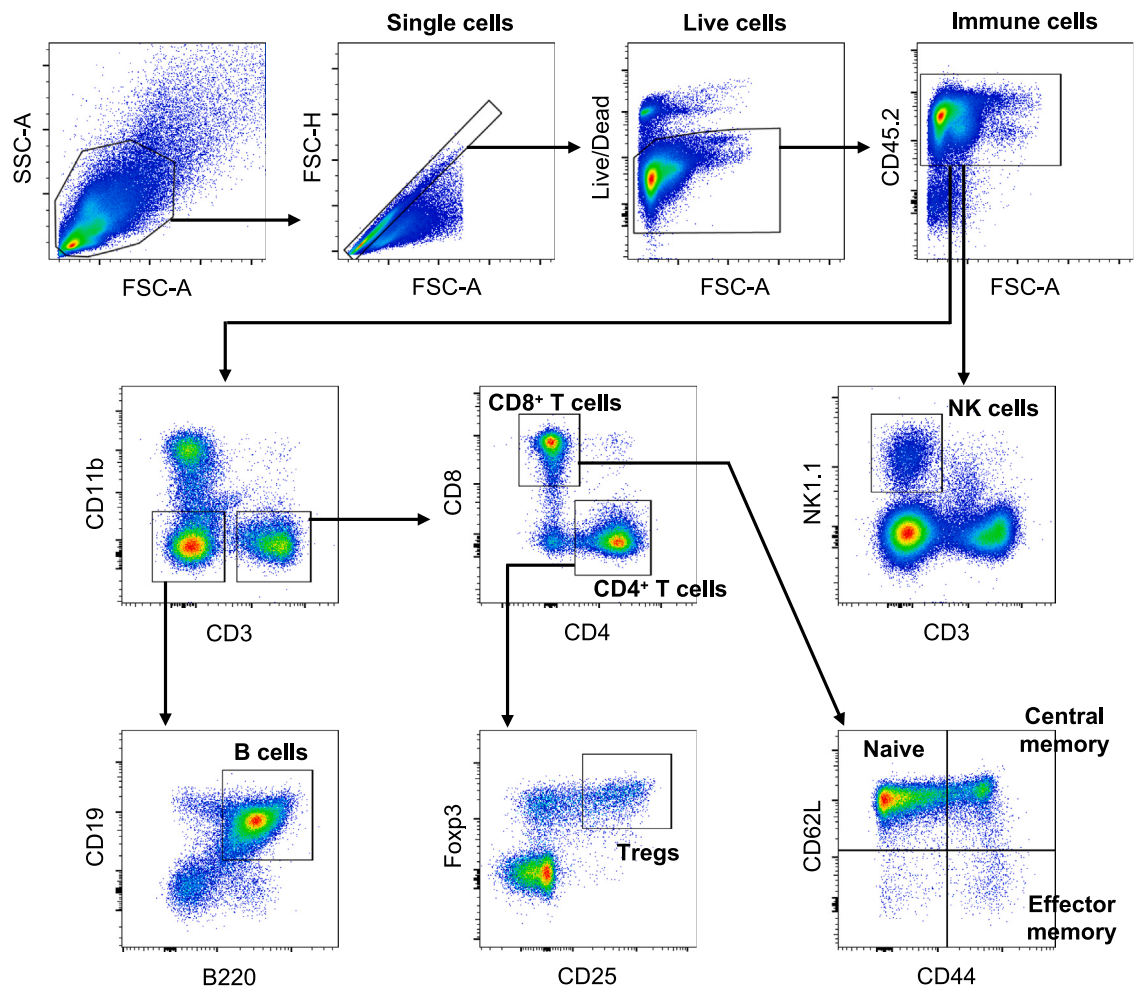 Single cells
Live cells
Immune cells
SSC-A
FSC-A
FSC-H
FSC-A
Live/Dead
FSC-A
CD45.2
FSC-A
CD11b
CD3
CD8⁺ T cells
CD8
CD4⁺ T cells
CD4
NK cells
NK1.1
CD3
B cells
CD19
B220
Foxp3
Tregs
CD25
Central
memory
Naive
CD62L
Effector
memory
CD44